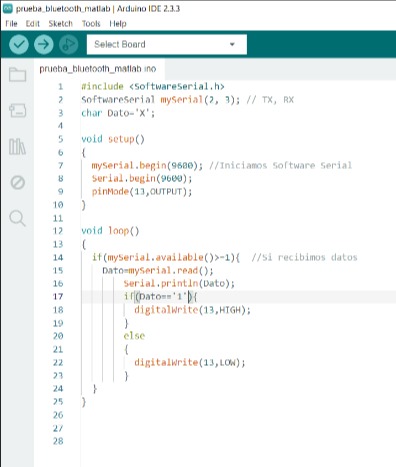 prueba_bluetooth_matlab | Arduino IDE 2.3.3
File Edit Sketch Tools Help
Select Board
prueba_bluetooth_matlab.ino
1 #include <SoftwareSerial.h>
2 SoftwareSerial mySerial(2, 3); // TX, RX
3 char Dato='X';
4
5 void setup()
6 {
7 mySerial.begin(9600); //Iniciamos Software Serial
8 Serial.begin(9600);
9 pinMode(13,OUTPUT);
10 }
11
12 void loop()
13 {
14 if(mySerial.available()>=1){ //Si recibimos datos
15 Dato=mySerial.read();
16 Serial.println(Dato);
17 if(Dato=='1'){
18 digitalWrite(13,HIGH);
19 }
20 else
21 {
22 digitalWrite(13,LOW);
23 }
24 }
25 }
26
27
28